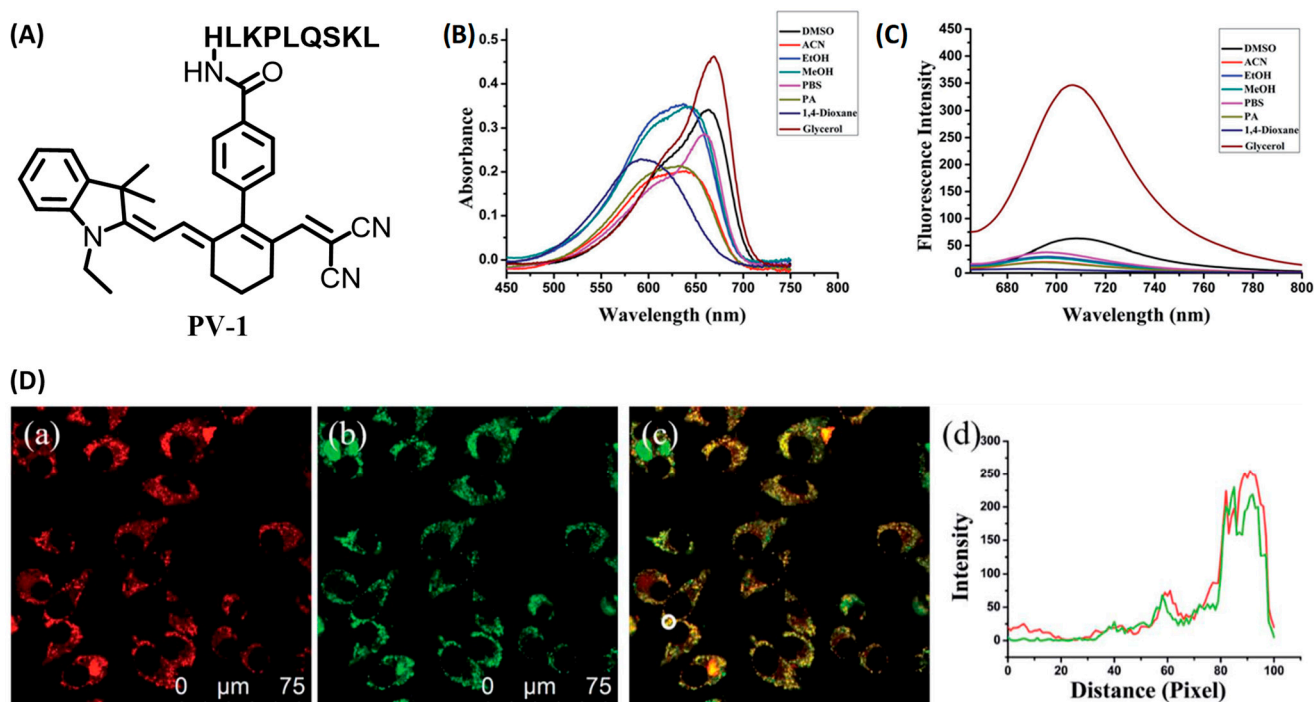 (A)
HLKPLQSKL
HN
O
N
CN
CN
PV-1
(B)
Absorbance
0.5
0.4
0.3
0.2
0.1
0.0
450 500 550 600 650 700 750 800
Wavelength (nm)
DMSO
ACN
EtOH
MeOH
PBS
PA
1,4-Dioxane
Glycerol
(C)
Fluorescence Intensity
450
400
350
300
250
200
150
100
50
0
680 700 720 740 760 780 800
Wavelength (nm)
DMSO
ACN
EtOH
MeOH
PBS
PA
1,4-Dioxane
Glycerol
(D)
(a)
0 µm 75
(b)
0 µm 75
(c)
(d)
Intensity
300
250
200
150
100
50
0
0 20 40 60 80 100
Distance (Pixel)